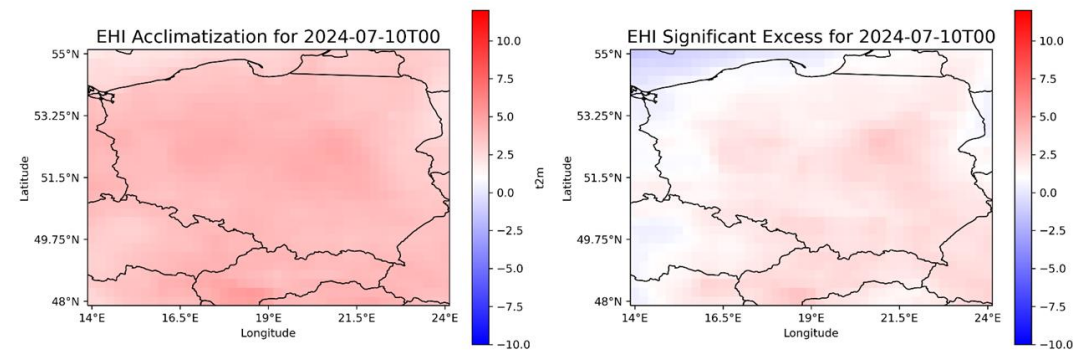 EHI Acclimatization for 2024-07-10T00
55°N
53.25°N
51.5°N
49.75°N
48°N
Latitude
14°E
16.5°E
19°E
21.5°E
24°E
Longitude
10.0
7.5
5.0
2.5
0.0
−2.5
−5.0
−7.5
−10.0
t2m
EHI Significant Excess for 2024-07-10T00
55°N
53.25°N
51.5°N
49.75°N
48°N
Latitude
14°E
16.5°E
19°E
21.5°E
24°E
Longitude
10.0
7.5
5.0
2.5
0.0
−2.5
−5.0
−7.5
−10.0